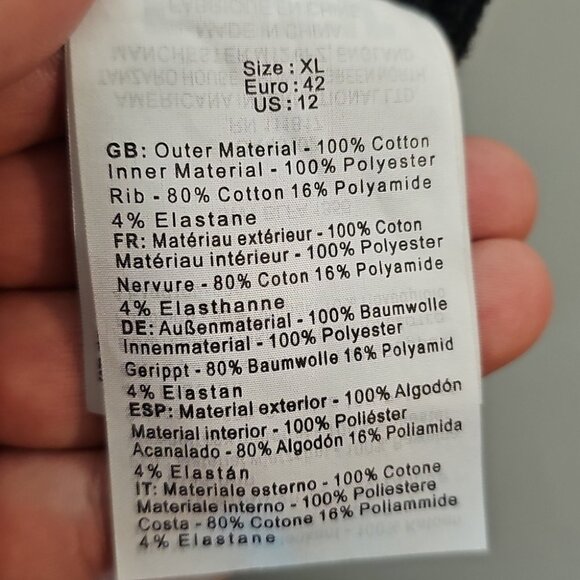 Size : XL
Euro : 42
US : 12
GB: Outer Material - 100% Cotton
Inner Material - 100% Polyester
Rib - 80% Cotton 16% Polyamide
4% Elastane
FR: Matériau extérieur - 100% Coton
Matériau intérieur - 100% Polyester
Nervure - 80% Coton 16% Polyamide
4% Elasthanne
DE: Außenmaterial - 100% Baumwolle
Innenmaterial - 100% Polyester
Gerippt - 80% Baumwolle 16% Polyamid
4% Elastan
ESP: Material exterior - 100% Algodón
Material interior - 100% Poliéster
Acanalado - 80% Algodón 16% Poliamida
4% Elastán
IT: Materiale esterno - 100% Cotone
Materiale interno - 100% Poliestere
Costa - 80% Cotone 16% Poliammide
4% Elastane